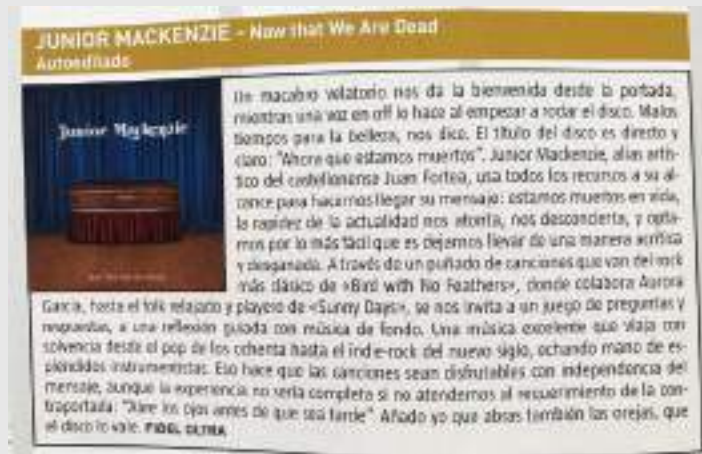 JUNIOR MACKENZIE – Now that We Are Dead
Autoeditado
Junior Mackenzie
Un macabro velatorio nos da la bienvenida desde la portada,
mientras una voz en off lo hace al empezar a rodar el disco. Malos
tiempos para la belleza, nos dice. El título del disco es directo y
claro: "Ahora que estamos muertos". Junior Mackenzie, alias artís-
tico del castellonense Juan Fortea, usa todos los recursos a su al-
cance para hacernos llegar su mensaje: estamos muertos en vida,
la rapidez de la actualidad nos atonta, nos desconcierta, y opta-
mos por lo más fácil que es dejarnos llevar de una manera acrítica
y desganada. A través de un puñado de canciones que van del rock
más clásico de «Bird with No Feathers», donde colabora Aurora
García, hasta el folk relajado y playero de «Sunny Days», se nos invita a un juego de preguntas y
respuestas, a una reflexión guiada con música de fondo. Una música excelente que viaja con
solvencia desde el pop de los ochenta hasta el indie-rock del nuevo siglo, echando mano de es-
pléndidos instrumentistas. Eso hace que las canciones sean disfrutables con independencia del
mensaje, aunque la experiencia no sería completa si no atendemos al requerimiento de la con-
traportada: "Abre los ojos antes de que sea tarde" Añado yo que abras también las orejas, que
el disco lo vale. FIDEL OLTRA